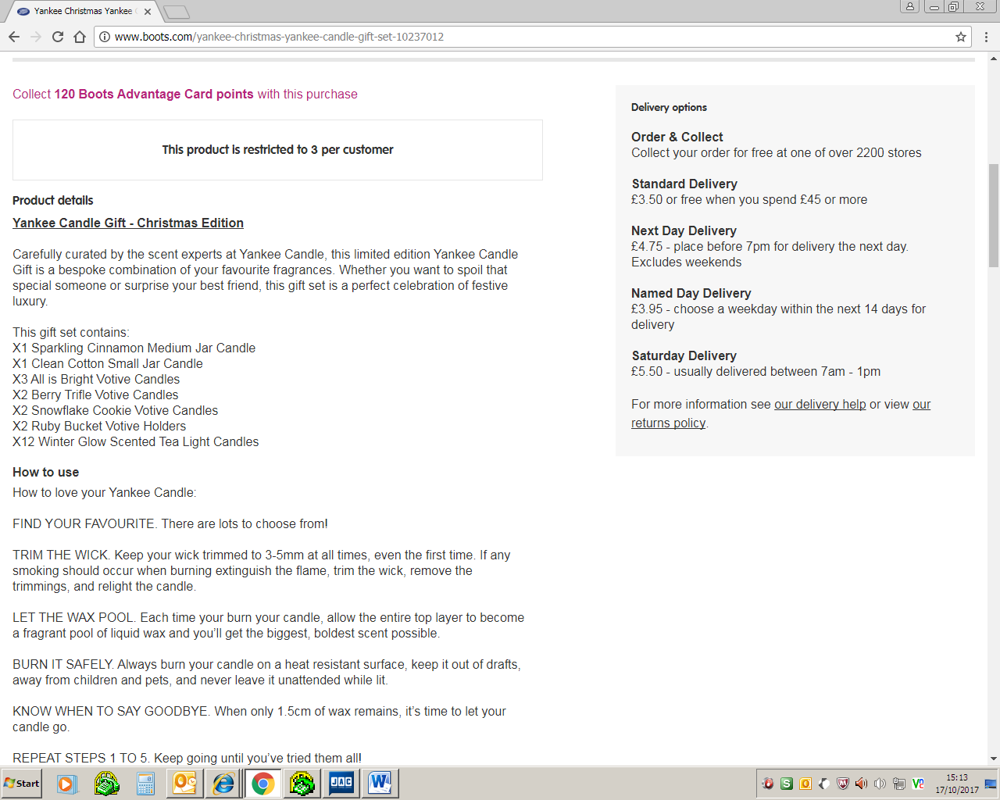 Yankee Christmas Yankee
www.boots.com/yankee-christmas-yankee-candle-gift-set-10237012
Collect 120 Boots Advantage Card points with this purchase
This product is restricted to 3 per customer
Product details
Yankee Candle Gift - Christmas Edition
Carefully curated by the scent experts at Yankee Candle, this limited edition Yankee Candle
Gift is a bespoke combination of your favourite fragrances. Whether you want to spoil that
special someone or surprise your best friend, this gift set is a perfect celebration of festive
luxury.
This gift set contains:
X1 Sparkling Cinnamon Medium Jar Candle
X1 Clean Cotton Small Jar Candle
X3 All is Bright Votive Candles
X2 Berry Trifle Votive Candles
X2 Snowflake Cookie Votive Candles
X2 Ruby Bucket Votive Holders
X12 Winter Glow Scented Tea Light Candles
How to use
How to love your Yankee Candle:
FIND YOUR FAVOURITE. There are lots to choose from!
TRIM THE WICK. Keep your wick trimmed to 3-5mm at all times, even the first time. If any
smoking should occur when burning extinguish the flame, trim the wick, remove the
trimmings, and relight the candle.
LET THE WAX POOL. Each time your burn your candle, allow the entire top layer to become
a fragrant pool of liquid wax and you’ll get the biggest, boldest scent possible.
BURN IT SAFELY. Always burn your candle on a heat resistant surface, keep it out of drafts,
away from children and pets, and never leave it unattended while lit.
KNOW WHEN TO SAY GOODBYE. When only 1.5cm of wax remains, it’s time to let your
candle go.
REPEAT STEPS 1 TO 5. Keep going until you’ve tried them all!
Delivery options
Order & Collect
Collect your order for free at one of over 2200 stores
Standard Delivery
£3.50 or free when you spend £45 or more
Next Day Delivery
£4.75 - place before 7pm for delivery the next day.
Excludes weekends
Named Day Delivery
£3.95 - choose a weekday within the next 14 days for
delivery
Saturday Delivery
£5.50 - usually delivered between 7am - 1pm
For more information see our delivery help or view our
returns policy.
Start
JAC
15:13
17/10/2017